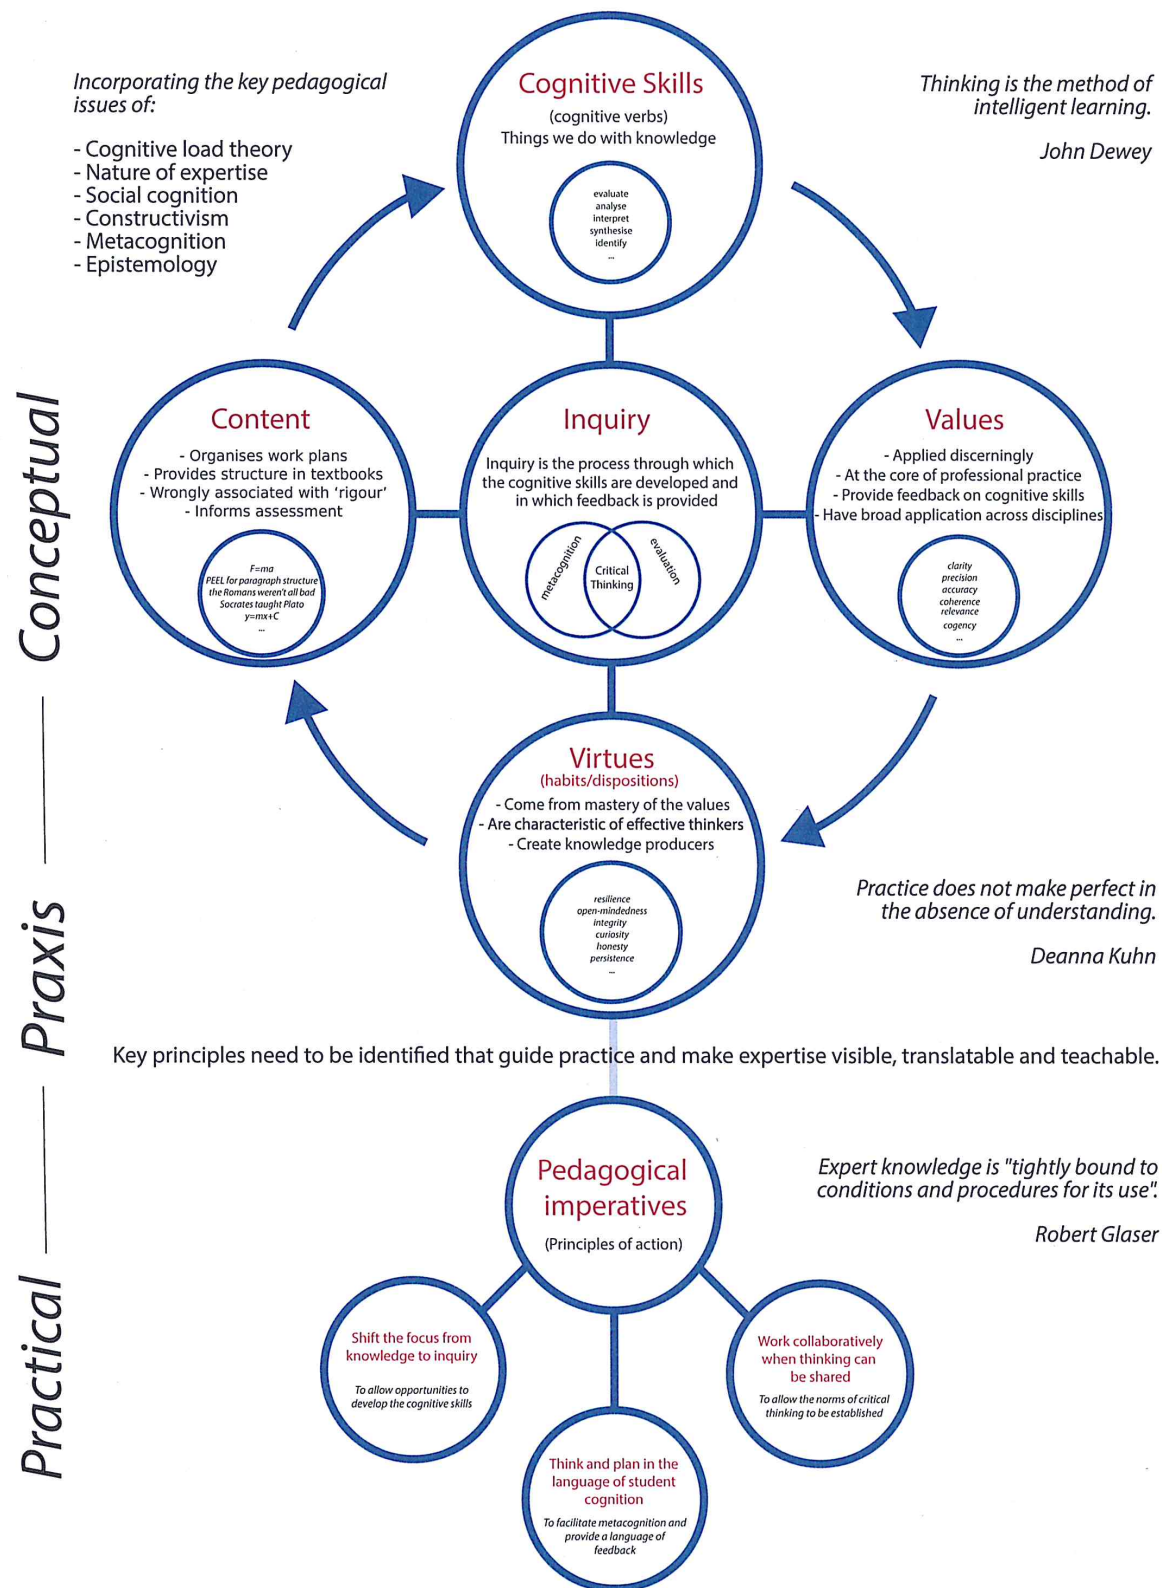 Incorporating the key pedagogical
issues of:
- Cognitive load theory
- Nature of expertise
- Social cognition
- Constructivism
- Metacognition
- Epistemology
Cognitive Skills
(cognitive verbs)
Things we do with knowledge
evaluate
analyse
interpret
synthesise
identify
...
Thinking is the method of
intelligent learning.
John Dewey
Conceptual
Content
- Organises work plans
- Provides structure in textbooks
- Wrongly associated with ‘rigour’
- Informs assessment
F=ma
PEEL for paragraph structure
the Romans weren't all bad
Socrates taught Plato
y=mx+C
...
Inquiry
Inquiry is the process through which
the cognitive skills are developed and
in which feedback is provided
metacognition
Critical
Thinking
evaluation
Values
- Applied discerningly
- At the core of professional practice
- Provide feedback on cognitive skills
- Have broad application across disciplines
clarity
precision
accuracy
coherence
relevance
cogency
...
Praxis
Virtues
(habits/dispositions)
- Come from mastery of the values
- Are characteristic of effective thinkers
- Create knowledge producers
resilience
open-mindedness
integrity
curiosity
honesty
persistence
...
Practice does not make perfect in
the absence of understanding.
Deanna Kuhn
Key principles need to be identified that guide practice and make expertise visible, translatable and teachable.
Practical
Pedagogical
imperatives
(Principles of action)
Expert knowledge is "tightly bound to
conditions and procedures for its use".
Robert Glaser
Shift the focus from
knowledge to inquiry
To allow opportunities to
develop the cognitive skills
Think and plan in the
language of student
cognition
To facilitate metacognition and
provide a language of
feedback
Work collaboratively
when thinking can
be shared
To allow the norms of critical
thinking to be established